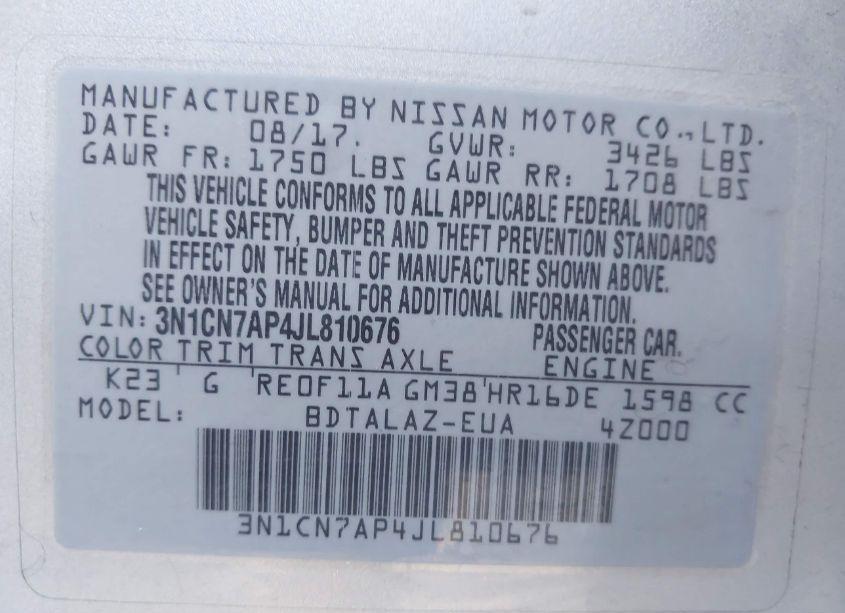 MANUFACTURED BY NISSAN MOTOR CO.,LTD.
DATE: 08/17. GVWR: 3426 LBS
GAWR FR: 1750 LBS GAWR RR: 1708 LBS
THIS VEHICLE CONFORMS TO ALL APPLICABLE FEDERAL MOTOR
VEHICLE SAFETY, BUMPER AND THEFT PREVENTION STANDARDS
IN EFFECT ON THE DATE OF MANUFACTURE SHOWN ABOVE.
SEE OWNER'S MANUAL FOR ADDITIONAL INFORMATION.
VIN: 3N1CN7AP4JL810676 PASSENGER CAR.
COLOR TRIM TRANS AXLE ENGINE
K23 ' G 'RE0F11A GM38'HR16DE 1598 CC
MODEL: BDTALAZ-EUA 4Z000
3N1CN7AP4JL810676